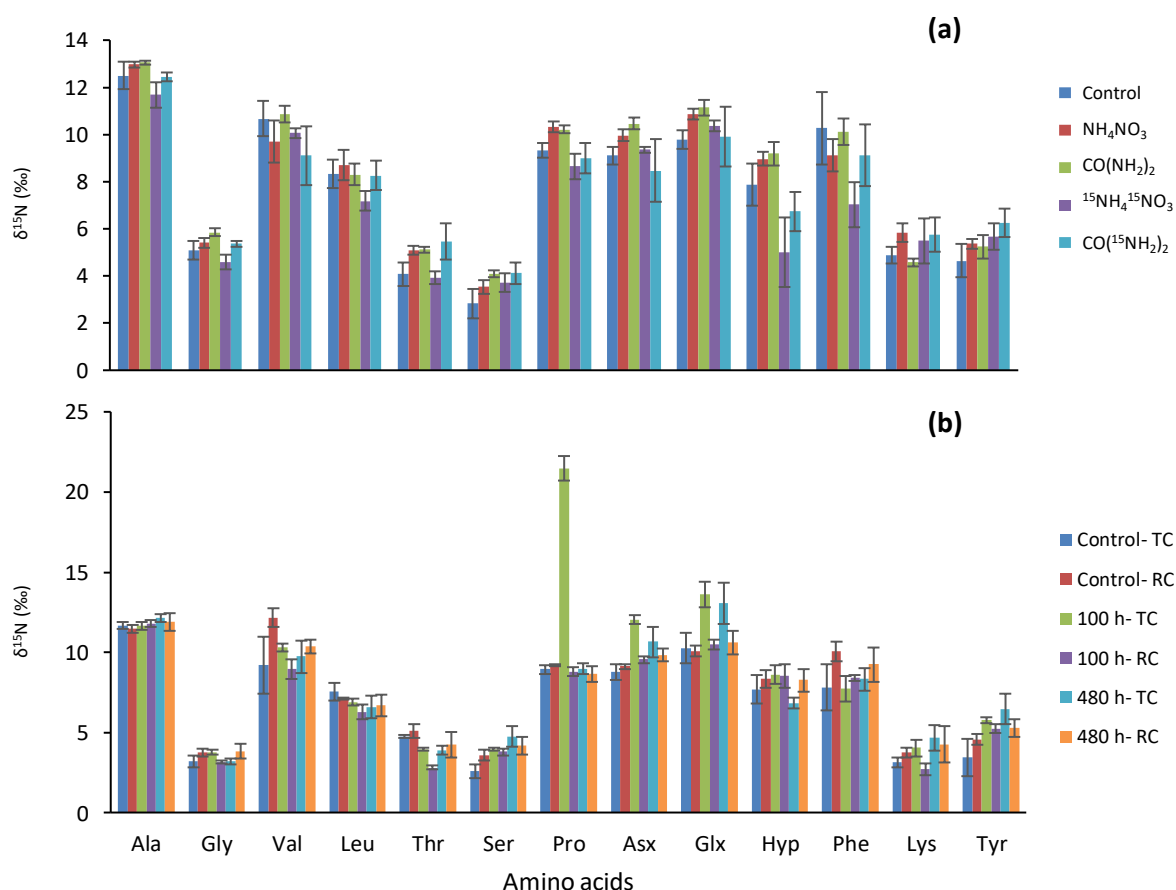 (a)
14
12
10
8
6
4
2
0
δ¹⁵N (‰)
Control
NH₄NO₃
CO(NH₂)₂
¹⁵NH₄¹⁵NO₃
CO(¹⁵NH₂)₂
(b)
25
20
15
10
5
0
δ¹⁵N (‰)
Control- TC
Control- RC
100 h- TC
100 h- RC
480 h- TC
480 h- RC
Ala Gly Val Leu Thr Ser Pro Asx Glx Hyp Phe Lys Tyr
Amino acids